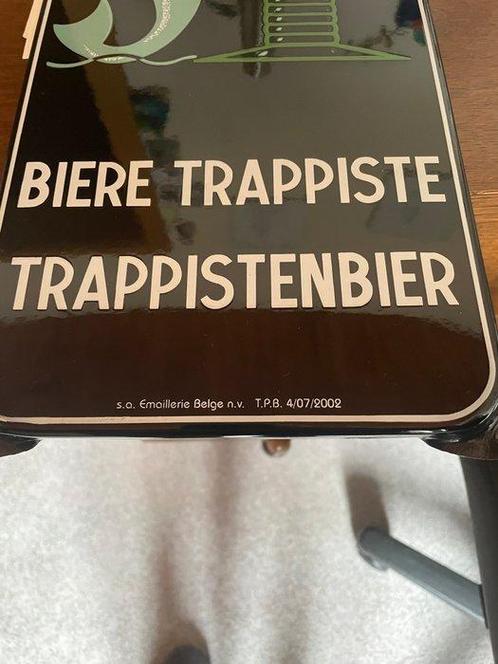 BIERE TRAPPISTE
TRAPPISTENBIER
s.a. Emaillerie Belge n.v. T.P.B. 4/07/2002